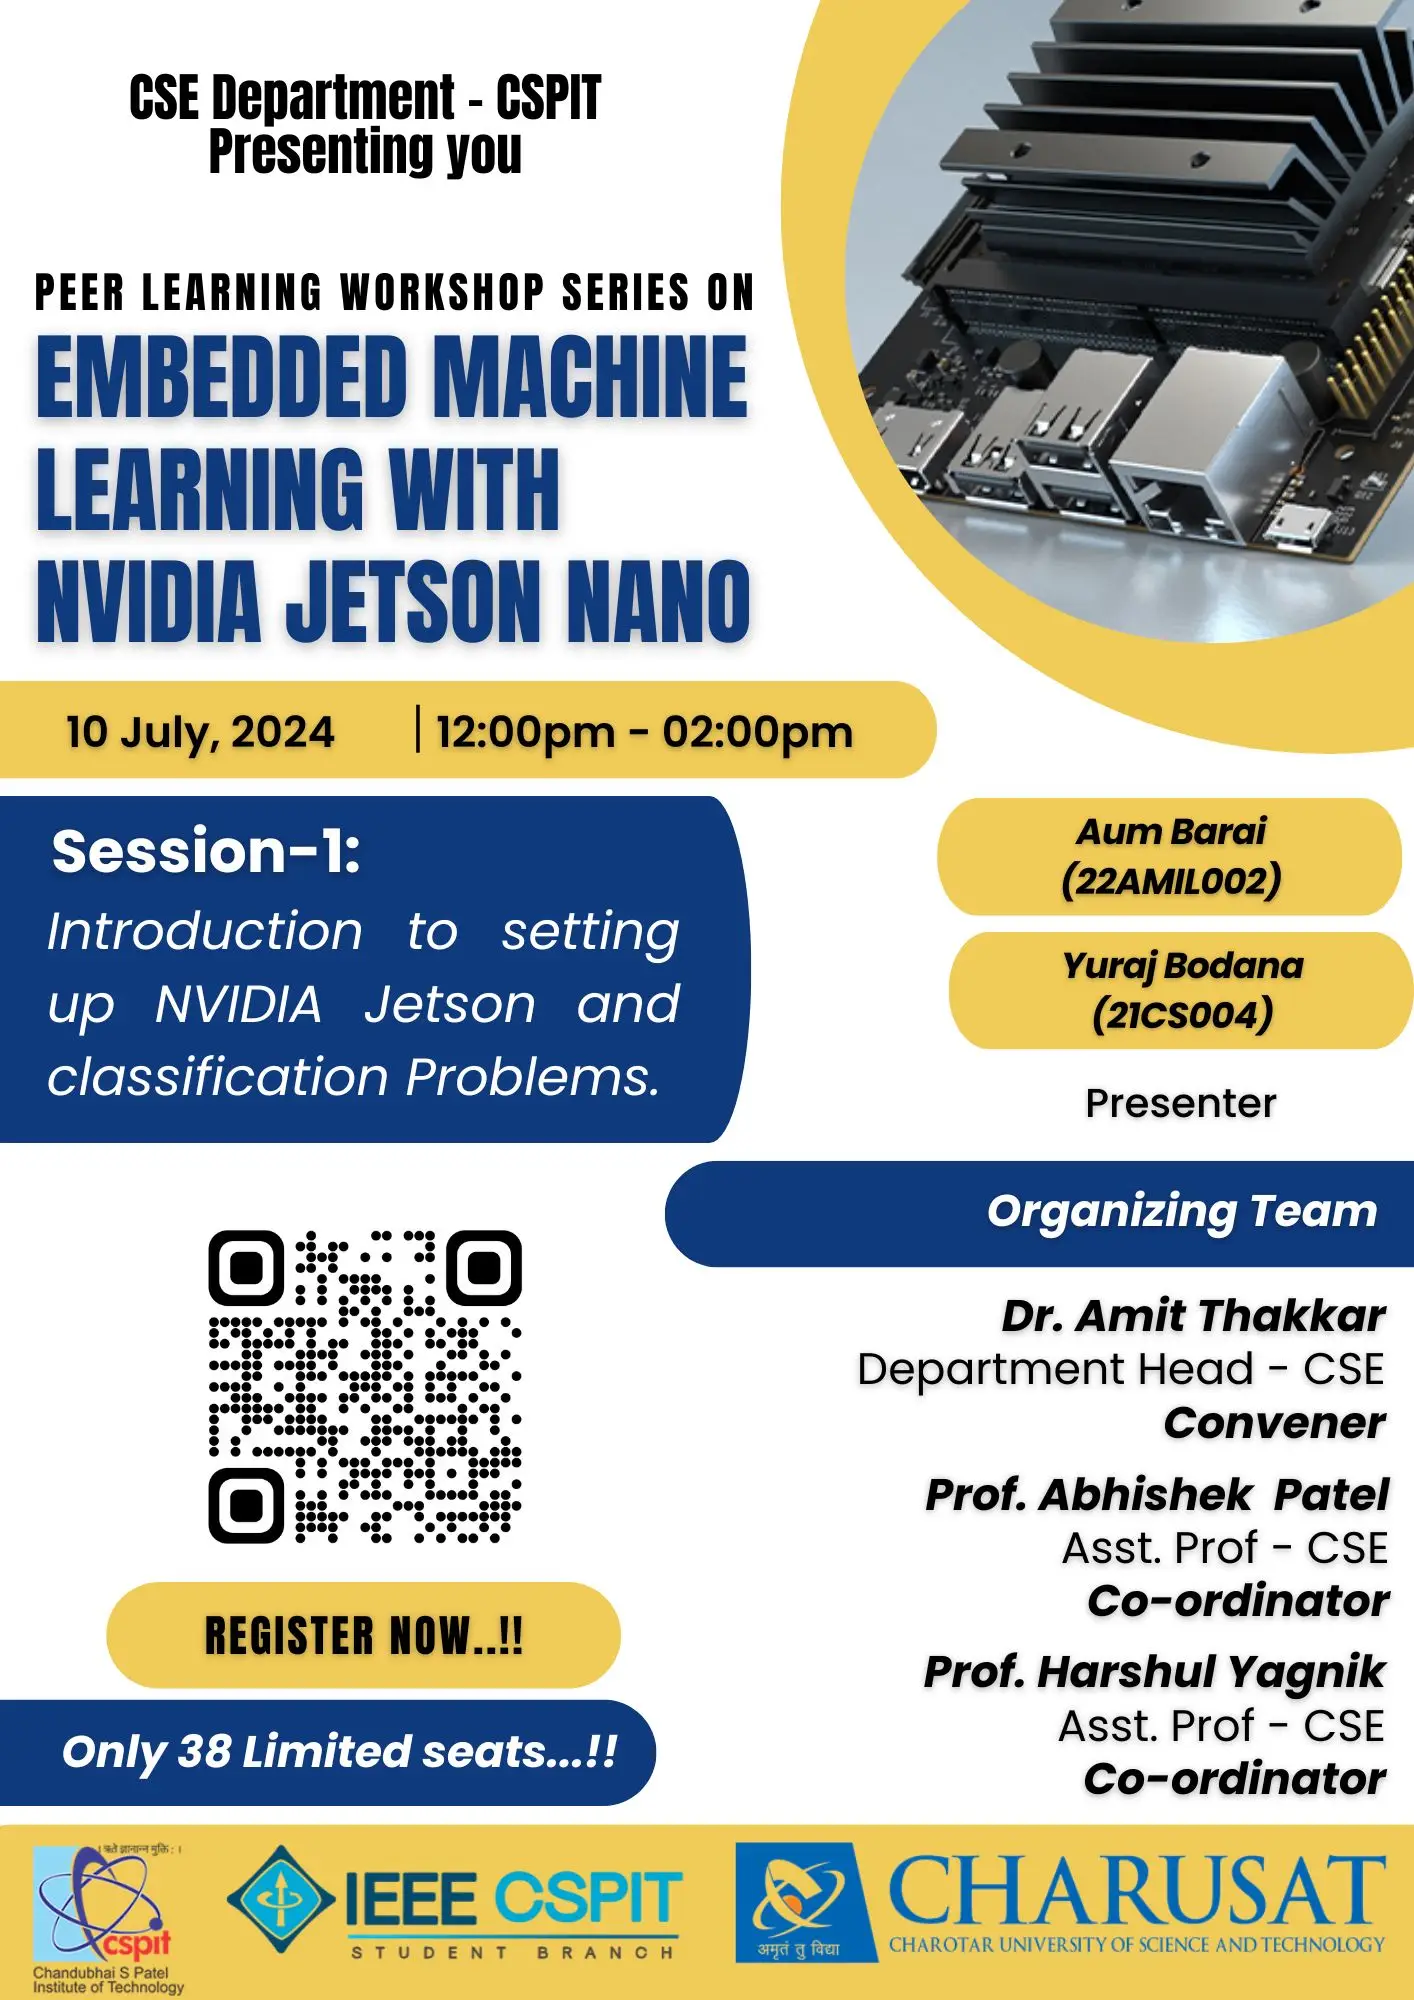 CSE Department - CSPIT
Presenting you
PEER LEARNING WORKSHOP SERIES ON
EMBEDDED MACHINE
LEARNING WITH
NVIDIA JETSON NANO
10 July, 2024 | 12:00pm - 02:00pm
Session-1:
Introduction to setting
up NVIDIA Jetson and
classification Problems.
Aum Barai
(22AMIL002)
Yuraj Bodana
(21CS004)
Presenter
Organizing Team
Dr. Amit Thakkar
Department Head - CSE
Convener
Prof. Abhishek Patel
Asst. Prof - CSE
Co-ordinator
Prof. Harshul Yagnik
Asst. Prof - CSE
Co-ordinator
REGISTER NOW..!!
Only 38 Limited seats...!!
। ऋते ज्ञानान्न मुक्ति: ।
cspit
Chandubhai S Patel
Institute of Technology
IEEE CSPIT
STUDENT BRANCH
अमृतं तु विद्या
CHARUSAT
CHAROTAR UNIVERSITY OF SCIENCE AND TECHNOLOGY